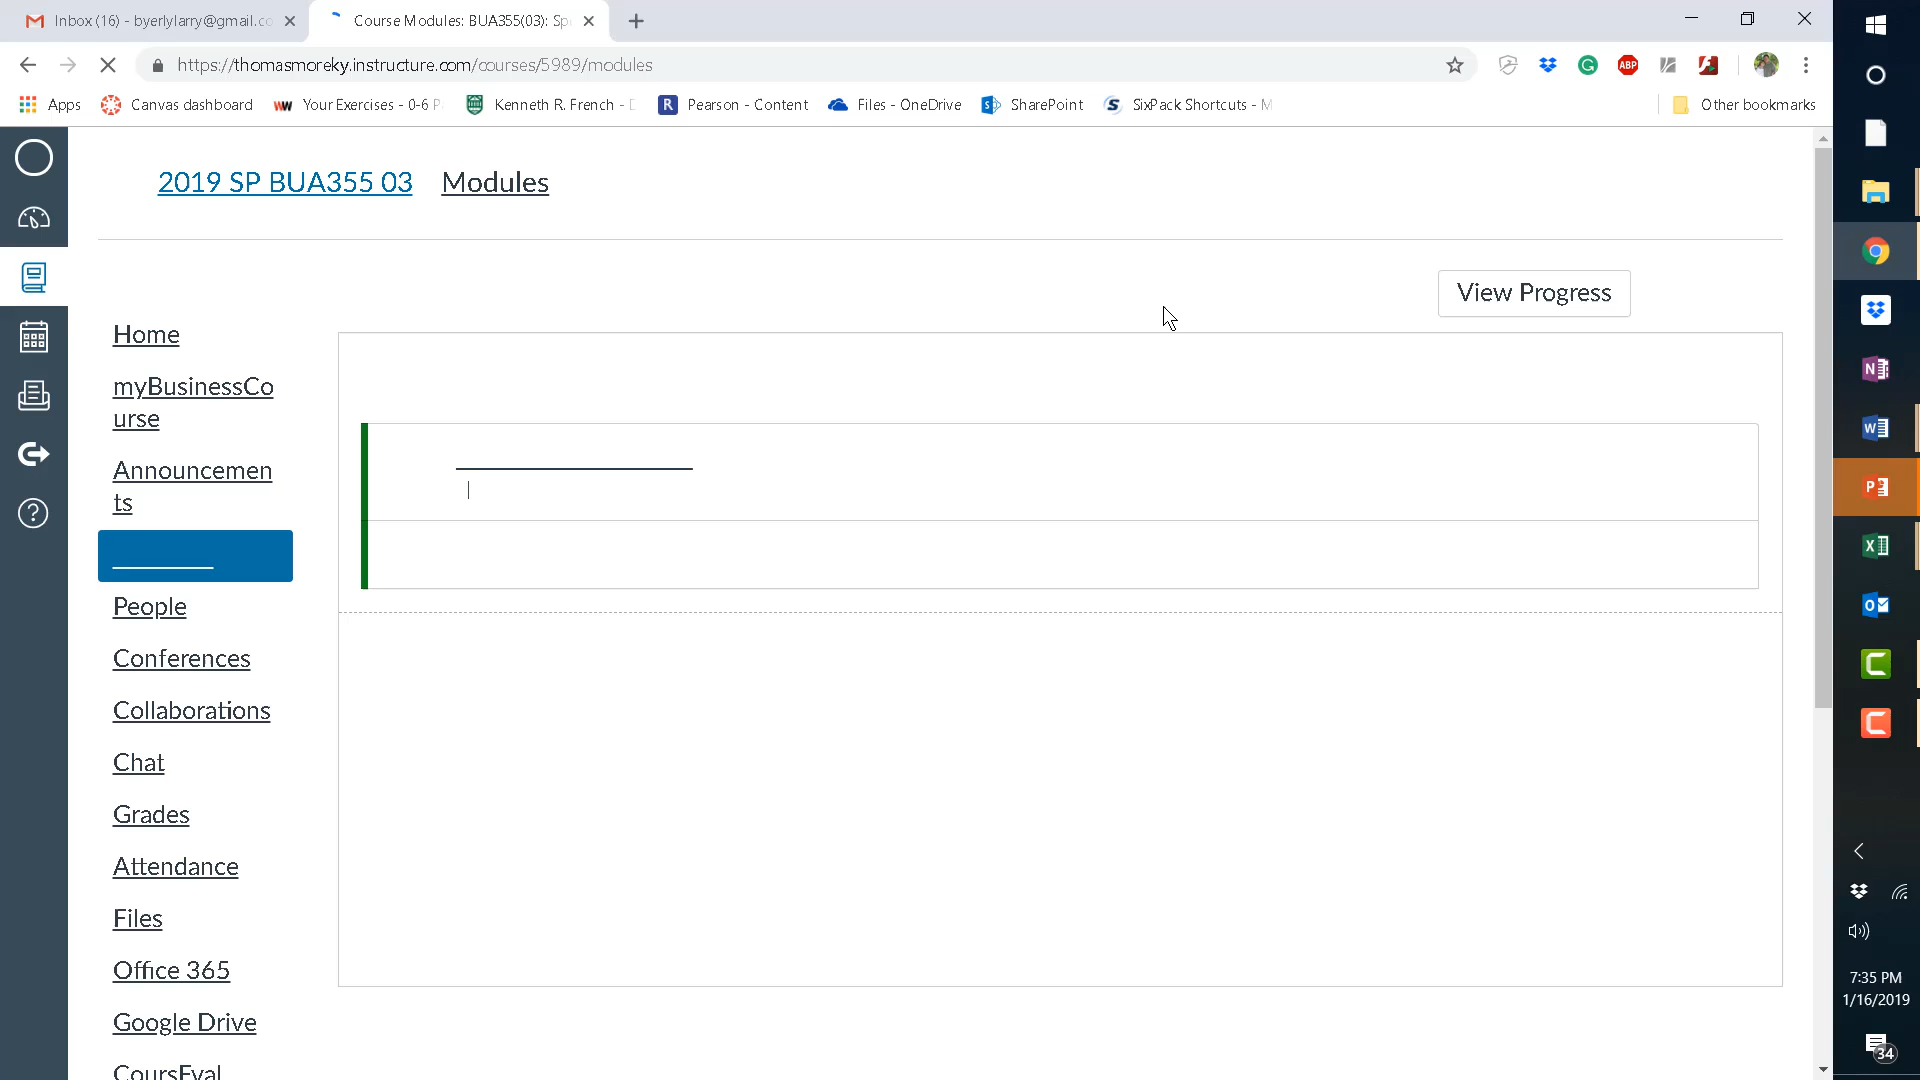 Inbox (16) - byerlylarry@gmail.co
Course Modules: BUA355(03): Sp
https://thomasmoreky.instructure.com/courses/5989/modules
ABP
Apps
Canvas dashboard
Your Exercises - 0-6 P
Kenneth R. French - D
R
Pearson - Content
Files - OneDrive
SharePoint
SixPack Shortcuts - M
Other bookmarks
2019 SP BUA355 03 Modules
View Progress
Home
myBusinessCo
urse
Announcemen
ts
People
Conferences
Collaborations
Chat
Grades
Attendance
Files
Office 365
Google Drive
CoursEval
7:35 PM
1/16/2019
34